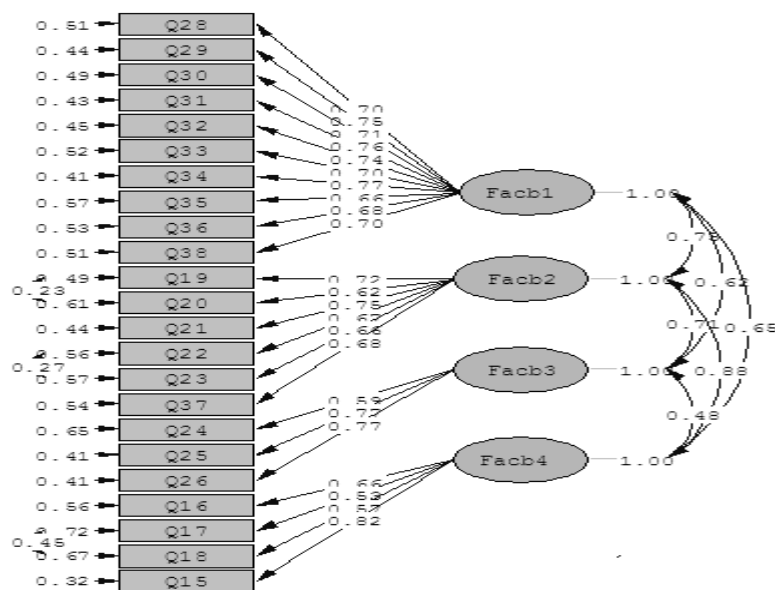 0.51 Q28
0.44 Q29
0.49 Q30
0.43 Q31
0.45 Q32
0.52 Q33
0.41 Q34
0.57 Q35
0.53 Q36
0.51 Q38
0.49 Q19
0.23
0.61 Q20
0.44 Q21
0.56 Q22
0.27
0.57 Q23
0.54 Q37
0.65 Q24
0.41 Q25
0.41 Q26
0.56 Q16
0.72 Q17
0.45
0.67 Q18
0.32 Q15
0.70
0.75
0.71
0.76
0.74
0.70
0.77
0.66
0.68
0.70
0.72
0.62
0.75
0.66
0.68
0.59
0.77
0.77
0.66
0.53
0.57
0.82
Facb1 1.00
Facb2 1.00
Facb3 1.00
Facb4 1.00
0.62
0.71
0.65
0.88
0.48